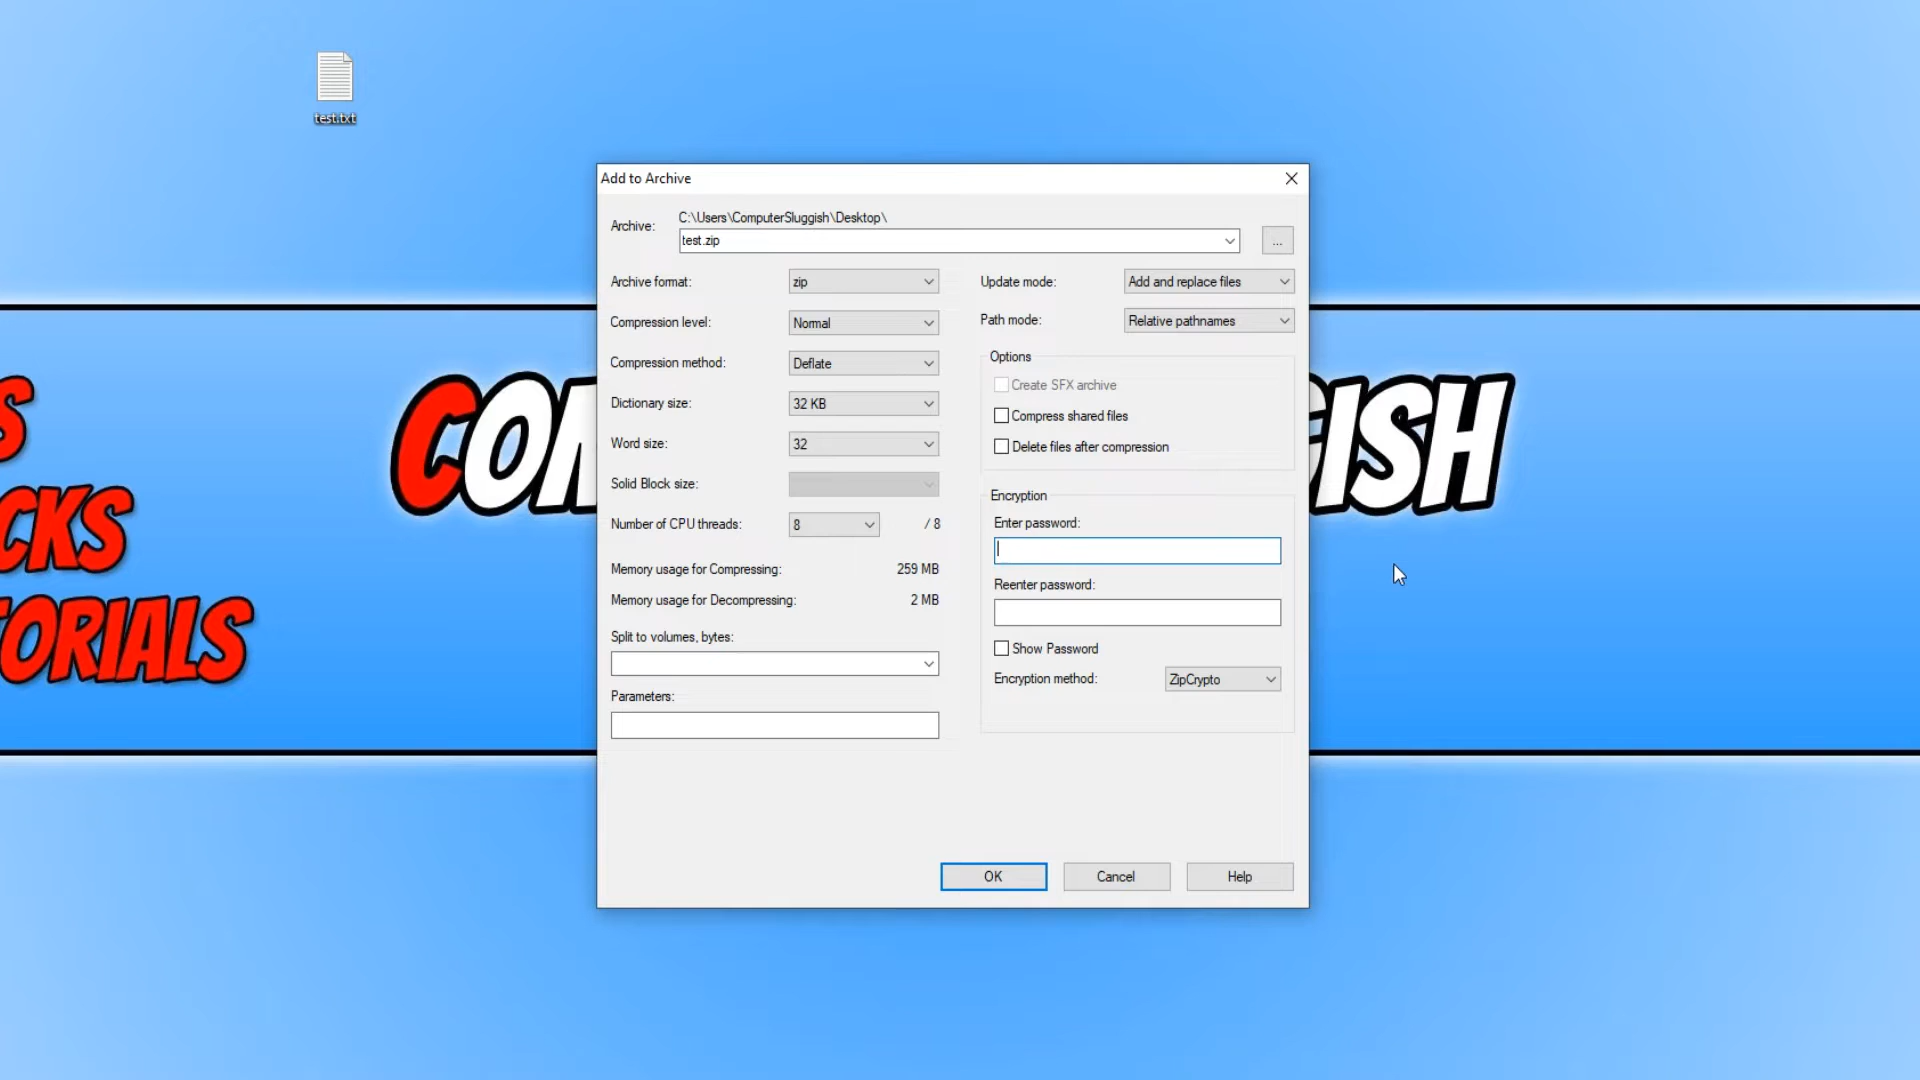 test.txt
Add to Archive
Archive:
C:\Users\ComputerSluggish\Desktop\
test.zip
...
Archive format:
zip
Update mode:
Add and replace files
Compression level:
Normal
Path mode:
Relative pathnames
Compression method:
Deflate
Options
Create SFX archive
Dictionary size:
32 KB
Compress shared files
Word size:
32
Delete files after compression
Solid Block size:
Encryption
Number of CPU threads:
8
/ 8
Enter password:
Memory usage for Compressing:
259 MB
Reenter password:
Memory usage for Decompressing:
2 MB
Split to volumes, bytes:
Show Password
Encryption method:
ZipCrypto
Parameters:
OK
Cancel
Help
S
CKS
TORIALS
COM
GISH